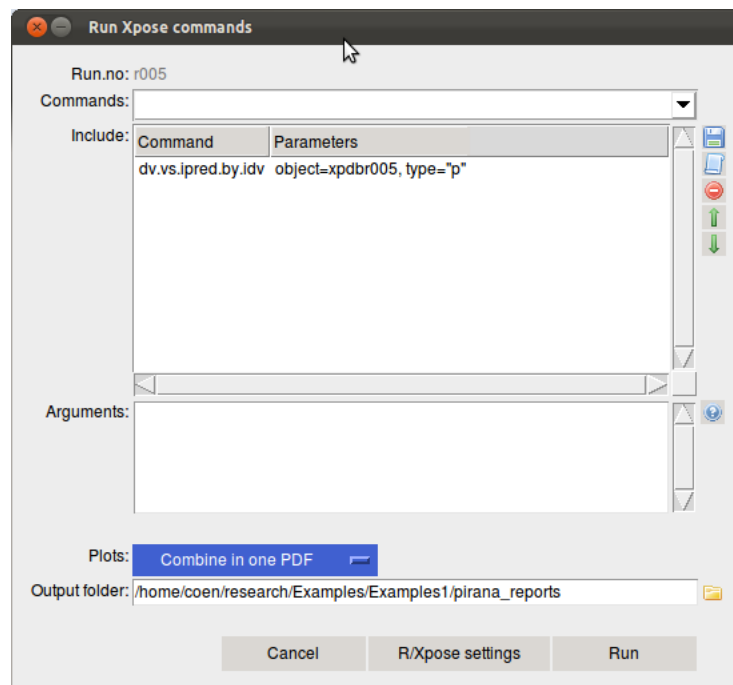 Run Xpose commands
Run.no: r005
Commands:
Include:
Command Parameters
dv.vs.ipred.by.idv object=xpdbr005, type="p"
Arguments:
Plots: Combine in one PDF
Output folder: /home/coen/research/Examples/Examples1/pirana_reports
Cancel R/Xpose settings Run